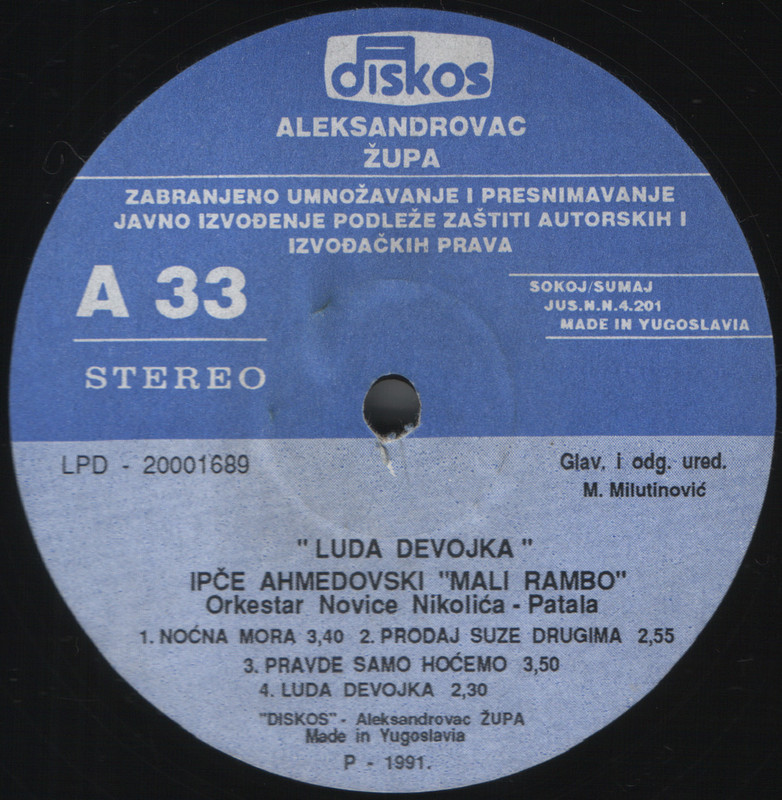 diskos
ALEKSANDROVAC
ŽUPA
ZABRANJENO UMNOŽAVANJE I PRESNIMAVANJE
JAVNO IZVOĐENJE PODLEŽE ZAŠTITI AUTORSKIH I
IZVOĐAČKIH PRAVA
A 33
STEREO
SOKOJ/SUMAJ
JUS.N.N.4.201
MADE IN YUGOSLAVIA
LPD - 20001689
Glav. i odg. ured.
M. Milutinović
"LUDA DEVOJKA"
IPČE AHMEDOVSKI "MALI RAMBO"
Orkestar Novice Nikolića - Patala
1. NOĆNA MORA 3,40 2. PRODAJ SUZE DRUGIMA 2,55
3. PRAVDE SAMO HOĆEMO 3,50
4. LUDA DEVOJKA 2,30
"DISKOS" - Aleksandrovac ŽUPA
Made in Yugoslavia
P - 1991.